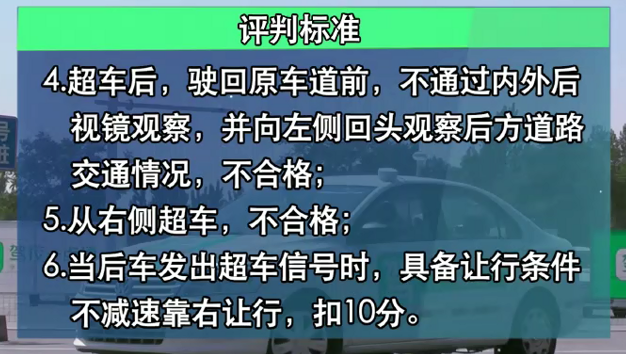 评判标准
4.超车后，驶回原车道前，不通过内外后
视镜观察，并向左侧回头观察后方道路
交通情况，不合格；
5.从右侧超车，不合格；
6.当后车发出超车信号时，具备让行条件
不减速靠右让行，扣10分。